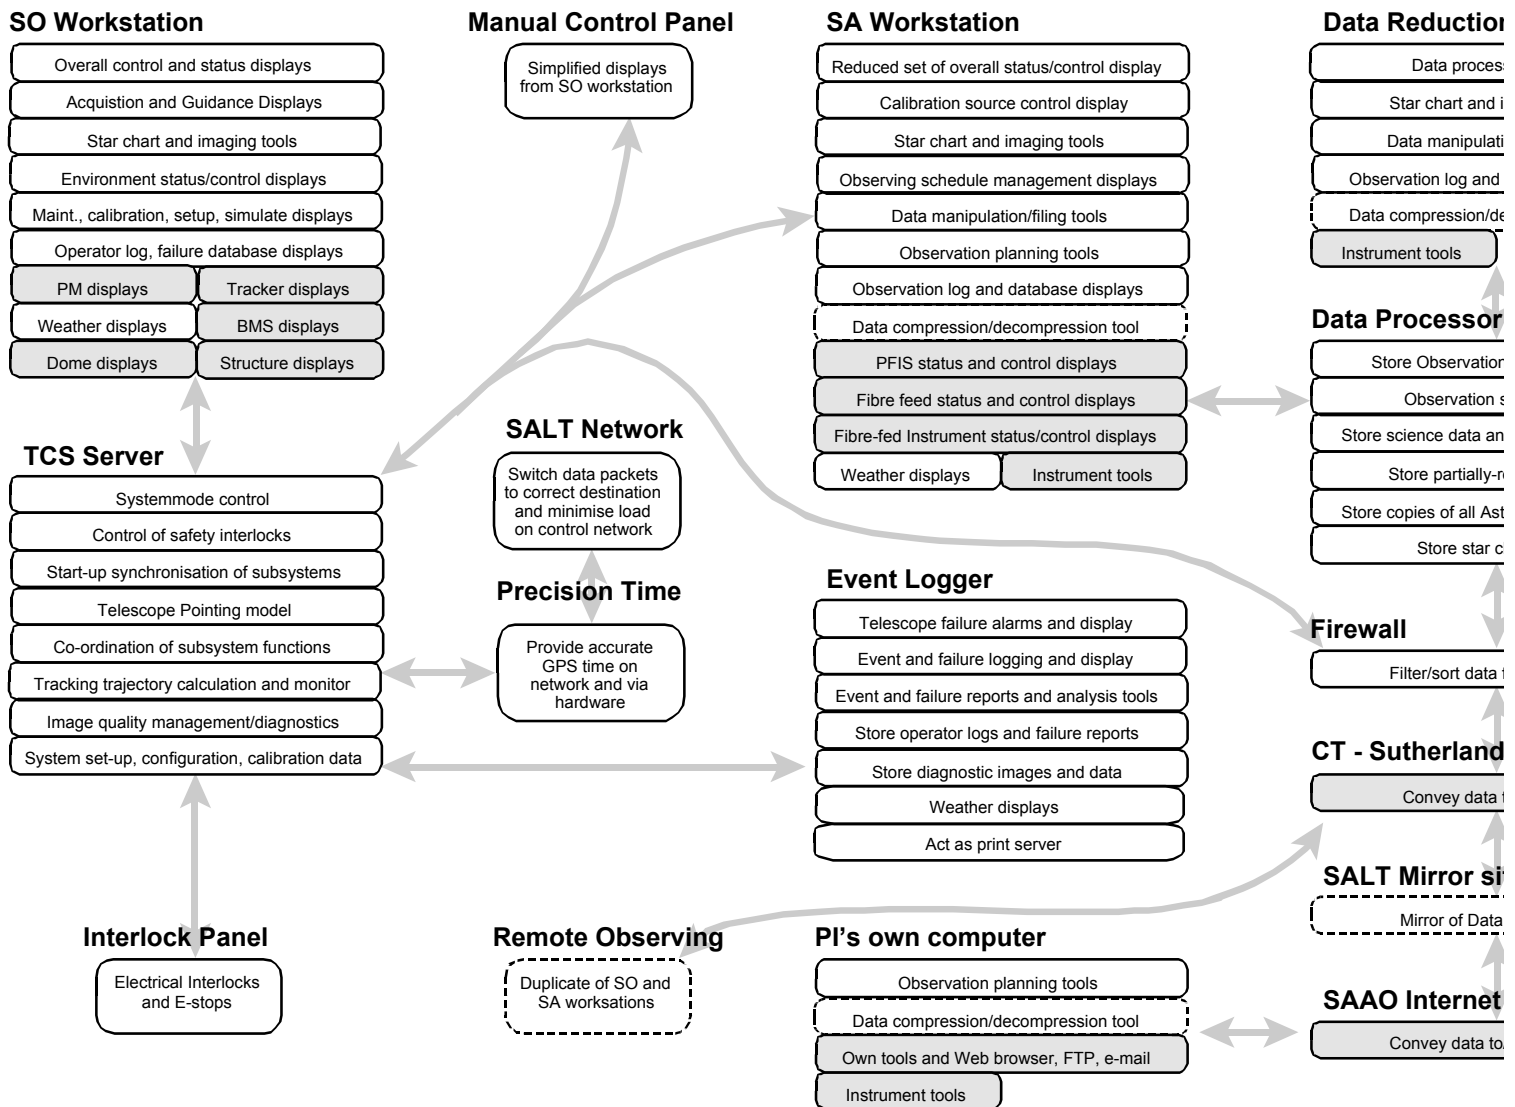 SO Workstation
Overall control and status displays
Acquistion and Guidance Displays
Star chart and imaging tools
Environment status/control displays
Maint., calibration, setup, simulate displays
Operator log, failure database displays
PM displays
Tracker displays
Weather displays
BMS displays
Dome displays
Structure displays
TCS Server
Systemmode control
Control of safety interlocks
Start-up synchronisation of subsystems
Telescope Pointing model
Co-ordination of subsystem functions
Tracking trajectory calculation and monitor
Image quality management/diagnostics
System set-up, configuration, calibration data
Interlock Panel
Electrical Interlocks
and E-stops
Manual Control Panel
Simplified displays
from SO workstation
SALT Network
Switch data packets
to correct destination
and minimise load
on control network
Precision Time
Provide accurate
GPS time on
network and via
hardware
Remote Observing
Duplicate of SO and
SA worksations
SA Workstation
Reduced set of overall status/control display
Calibration source control display
Star chart and imaging tools
Observing schedule management displays
Data manipulation/filing tools
Observation planning tools
Observation log and database displays
Data compression/decompression tool
PFIS status and control displays
Fibre feed status and control displays
Fibre-fed Instrument status/control displays
Weather displays
Instrument tools
Event Logger
Telescope failure alarms and display
Event and failure logging and display
Event and failure reports and analysis tools
Store operator logs and failure reports
Store diagnostic images and data
Weather displays
Act as print server
PI's own computer
Observation planning tools
Data compression/decompression tool
Own tools and Web browser, FTP, e-mail
Instrument tools
Data Reduction
Data process
Star chart and i
Data manipulati
Observation log and
Data compression/de
Instrument tools
Data Processor
Store Observation
Observation s
Store science data an
Store partially-r
Store copies of all Ast
Store star c
Firewall
Filter/sort data
CT - Sutherland
Convey data
SALT Mirror si
Mirror of Data
SAAO Internet
Convey data to